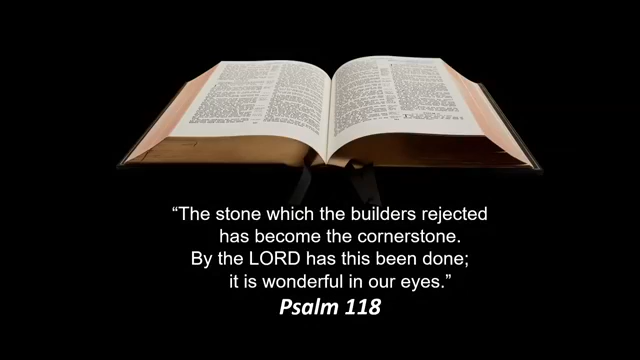 “The stone which the builders rejected
has become the cornerstone.
By the LORD has this been done;
it is wonderful in our eyes.”
Psalm 118